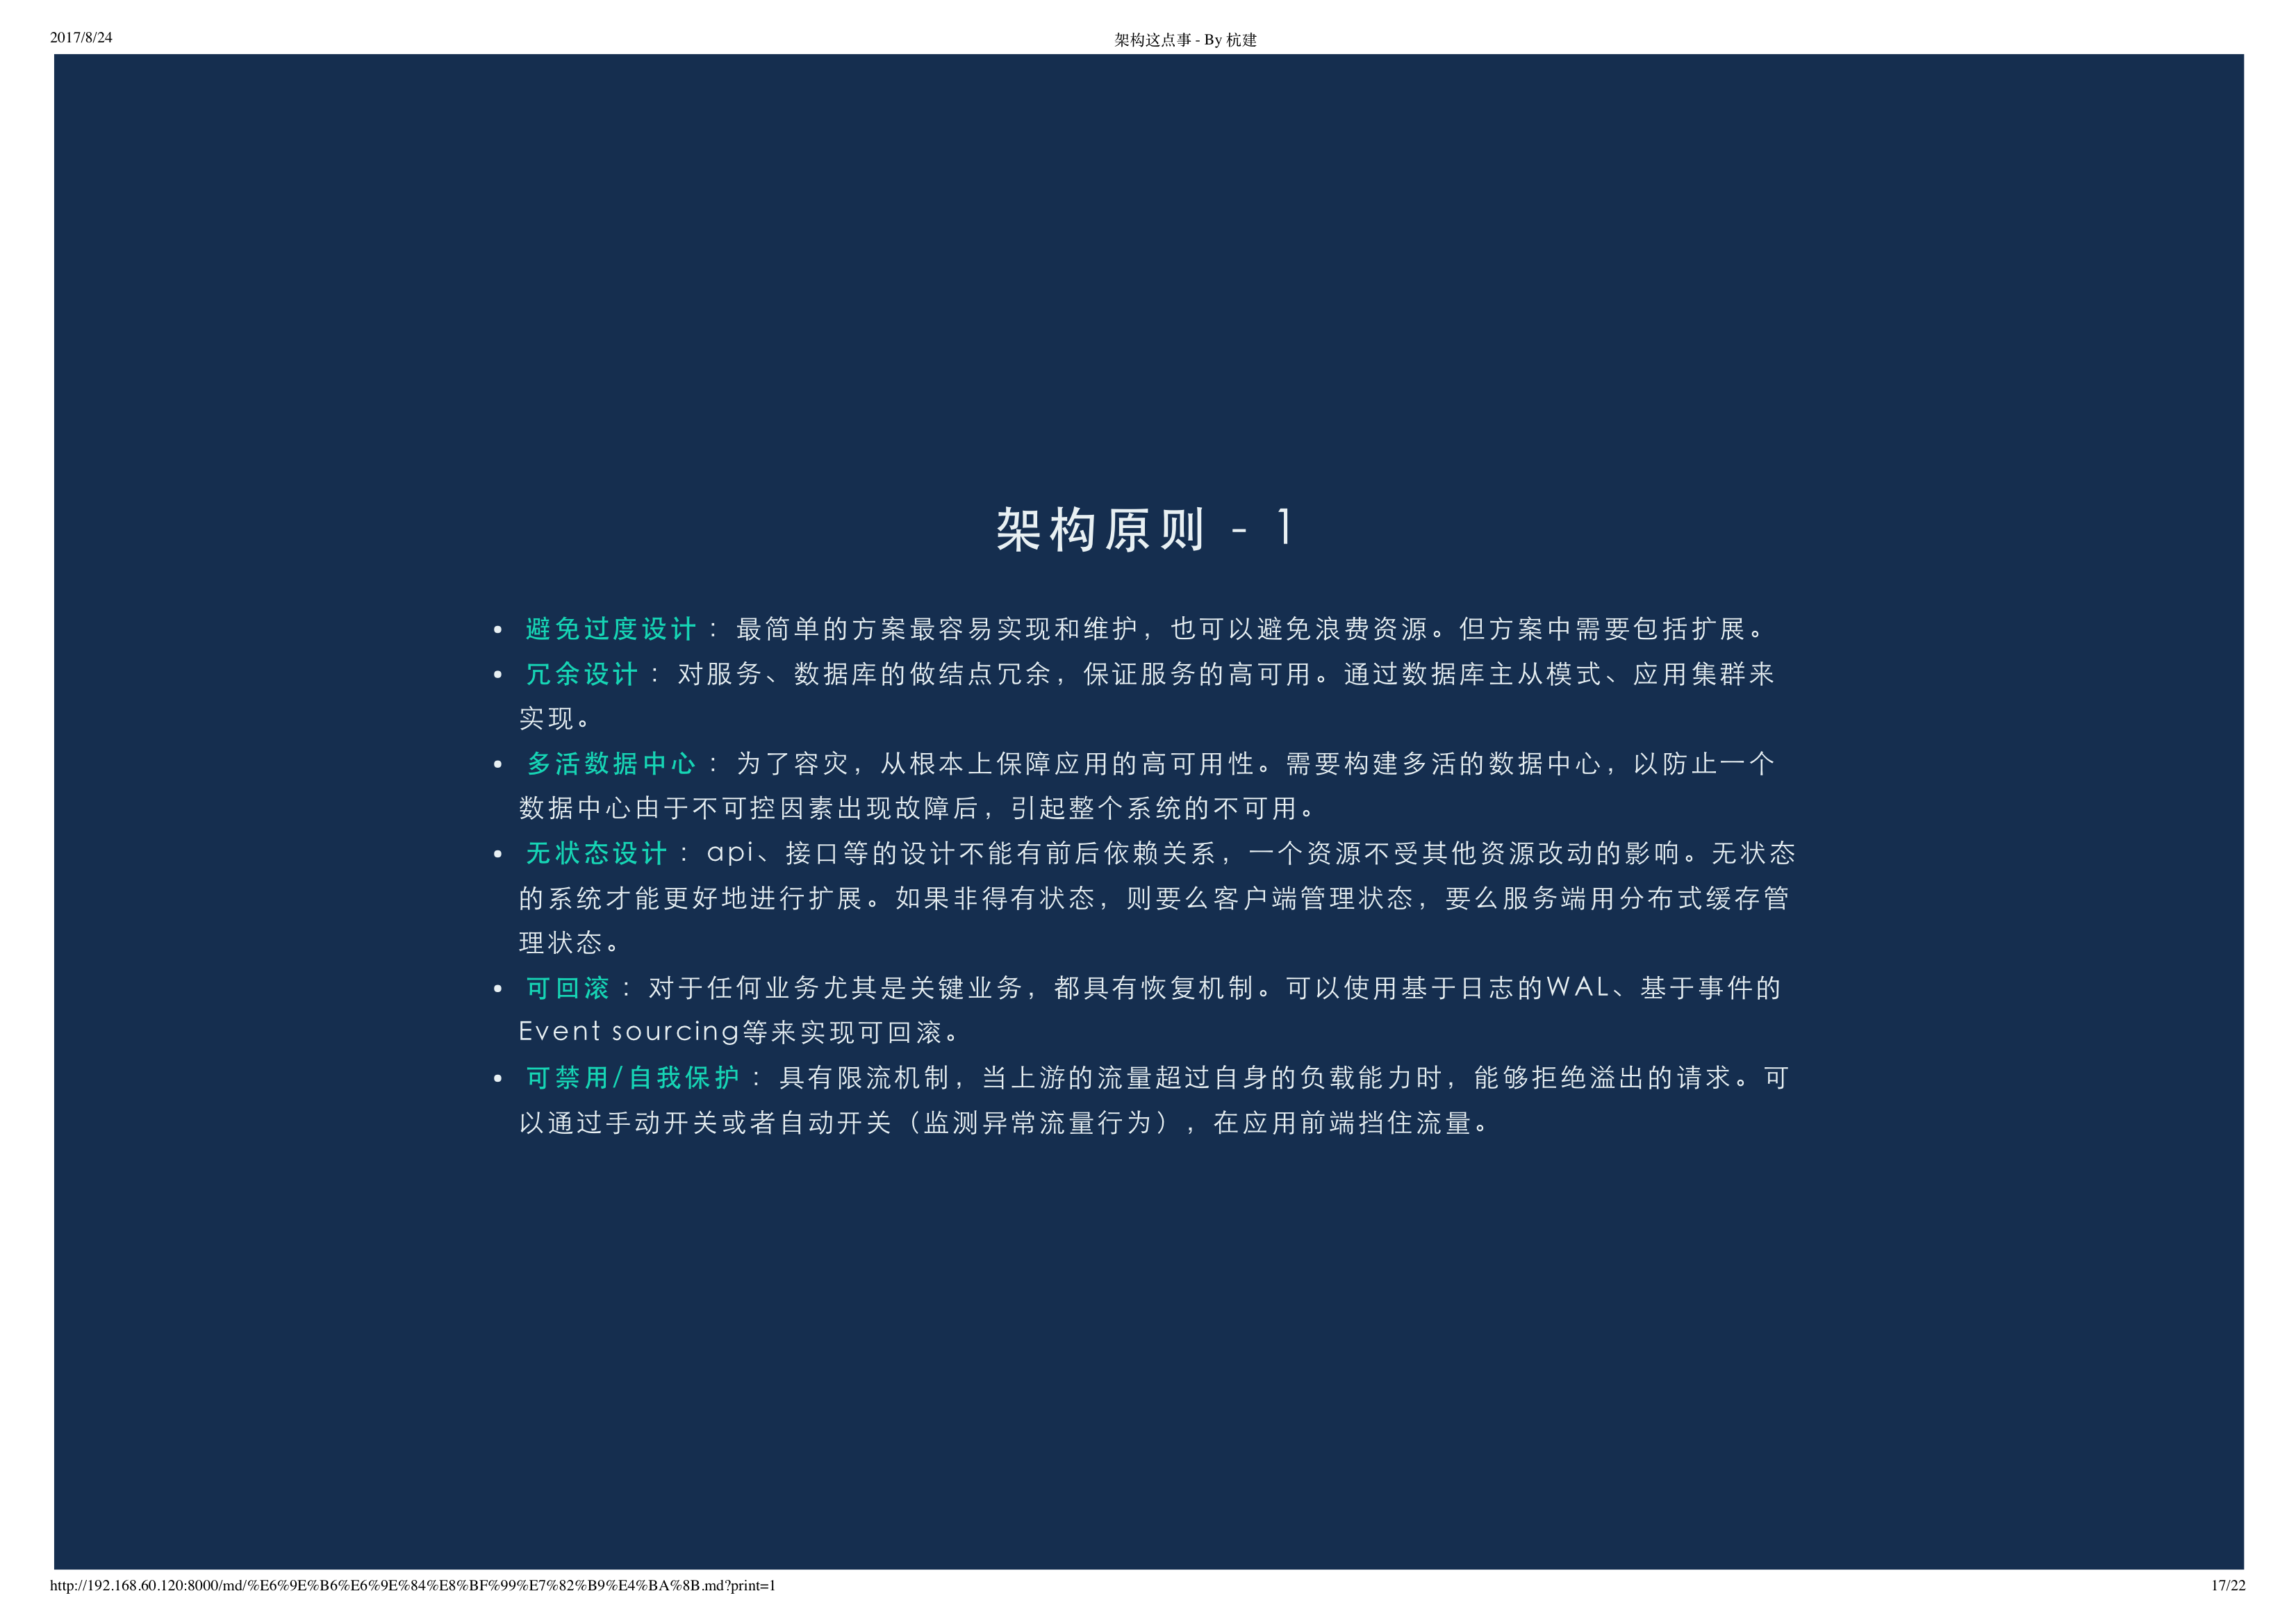 2017/8/24
架构这点事 - By 杭建
架构原则 - 1
• 避免过度设计 ：最简单的方案最容易实现和维护，也可以避免浪费资源。但方案中需要包括扩展。
• 冗余设计 ：对服务、数据库的做结点冗余，保证服务的高可用。通过数据库主从模式、应用集群来
实现。
• 多活数据中心 ：为了容灾，从根本上保障应用的高可用性。需要构建多活的数据中心，以防止一个
数据中心由于不可控因素出现故障后，引起整个系统的不可用。
• 无状态设计 ：api、接口等的设计不能有前后依赖关系，一个资源不受其他资源改动的影响。无状态
的系统才能更好地进行扩展。如果非得有状态，则要么客户端管理状态，要么服务端用分布式缓存管
理状态。
• 可回滚 ：对于任何业务尤其是关键业务，都具有恢复机制。可以使用基于日志的WAL、基于事件的
Event sourcing等来实现可回滚。
• 可禁用/自我保护 ：具有限流机制，当上游的流量超过自身的负载能力时，能够拒绝溢出的请求。可
以通过手动开关或者自动开关（监测异常流量行为），在应用前端挡住流量。
http://192.168.60.120:8000/md/%E6%9E%B6%E6%9E%84%E8%BF%99%E7%82%B9%E4%BA%8B.md?print=1
17/22